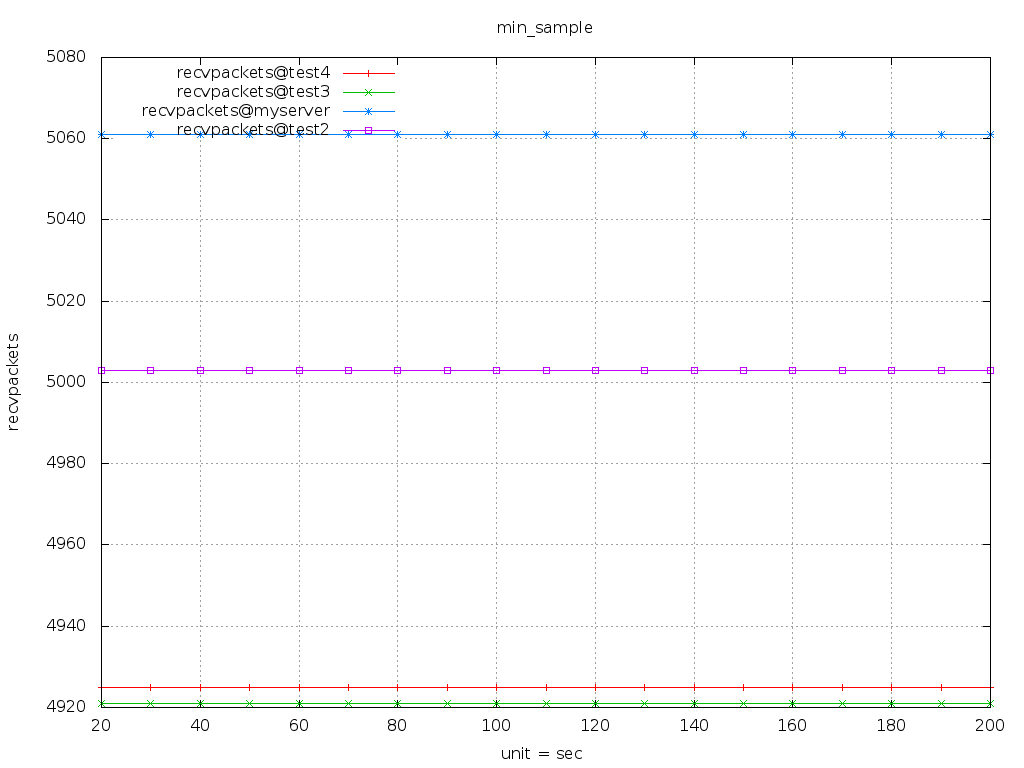 min_sample
recvpackets@test4
recvpackets@test3
recvpackets@myserver
recvpackets@test2
5080
5060
5040
5020
5000
4980
4960
4940
4920
recvpackets
20 40 60 80 100 120 140 160 180 200
unit = sec